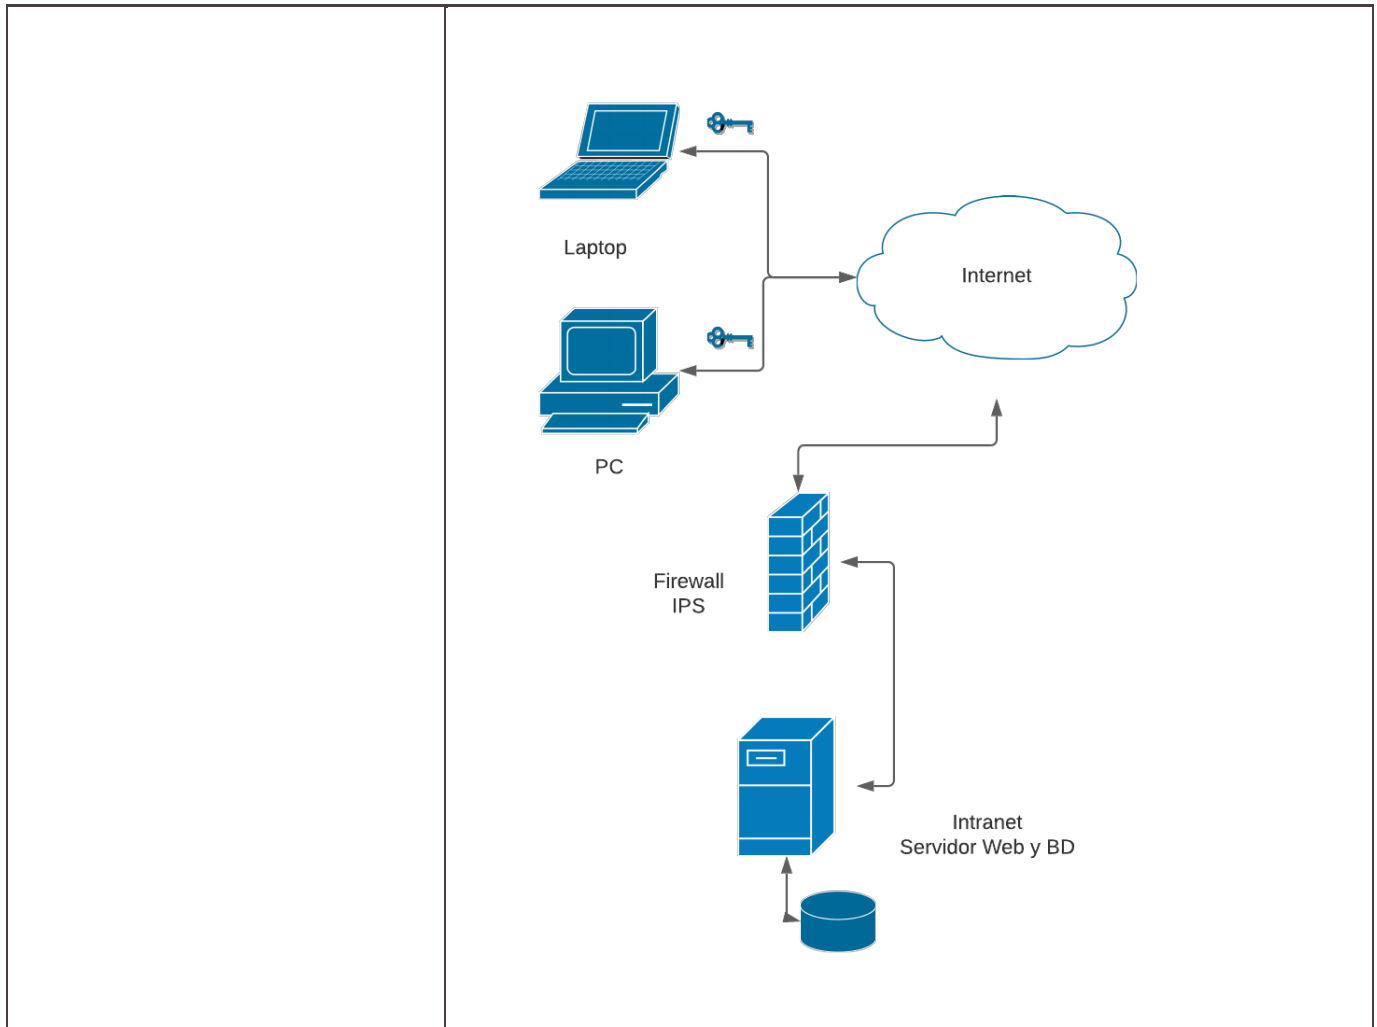 Laptop
Internet
PC
Firewall
IPS
Intranet
Servidor Web y BD